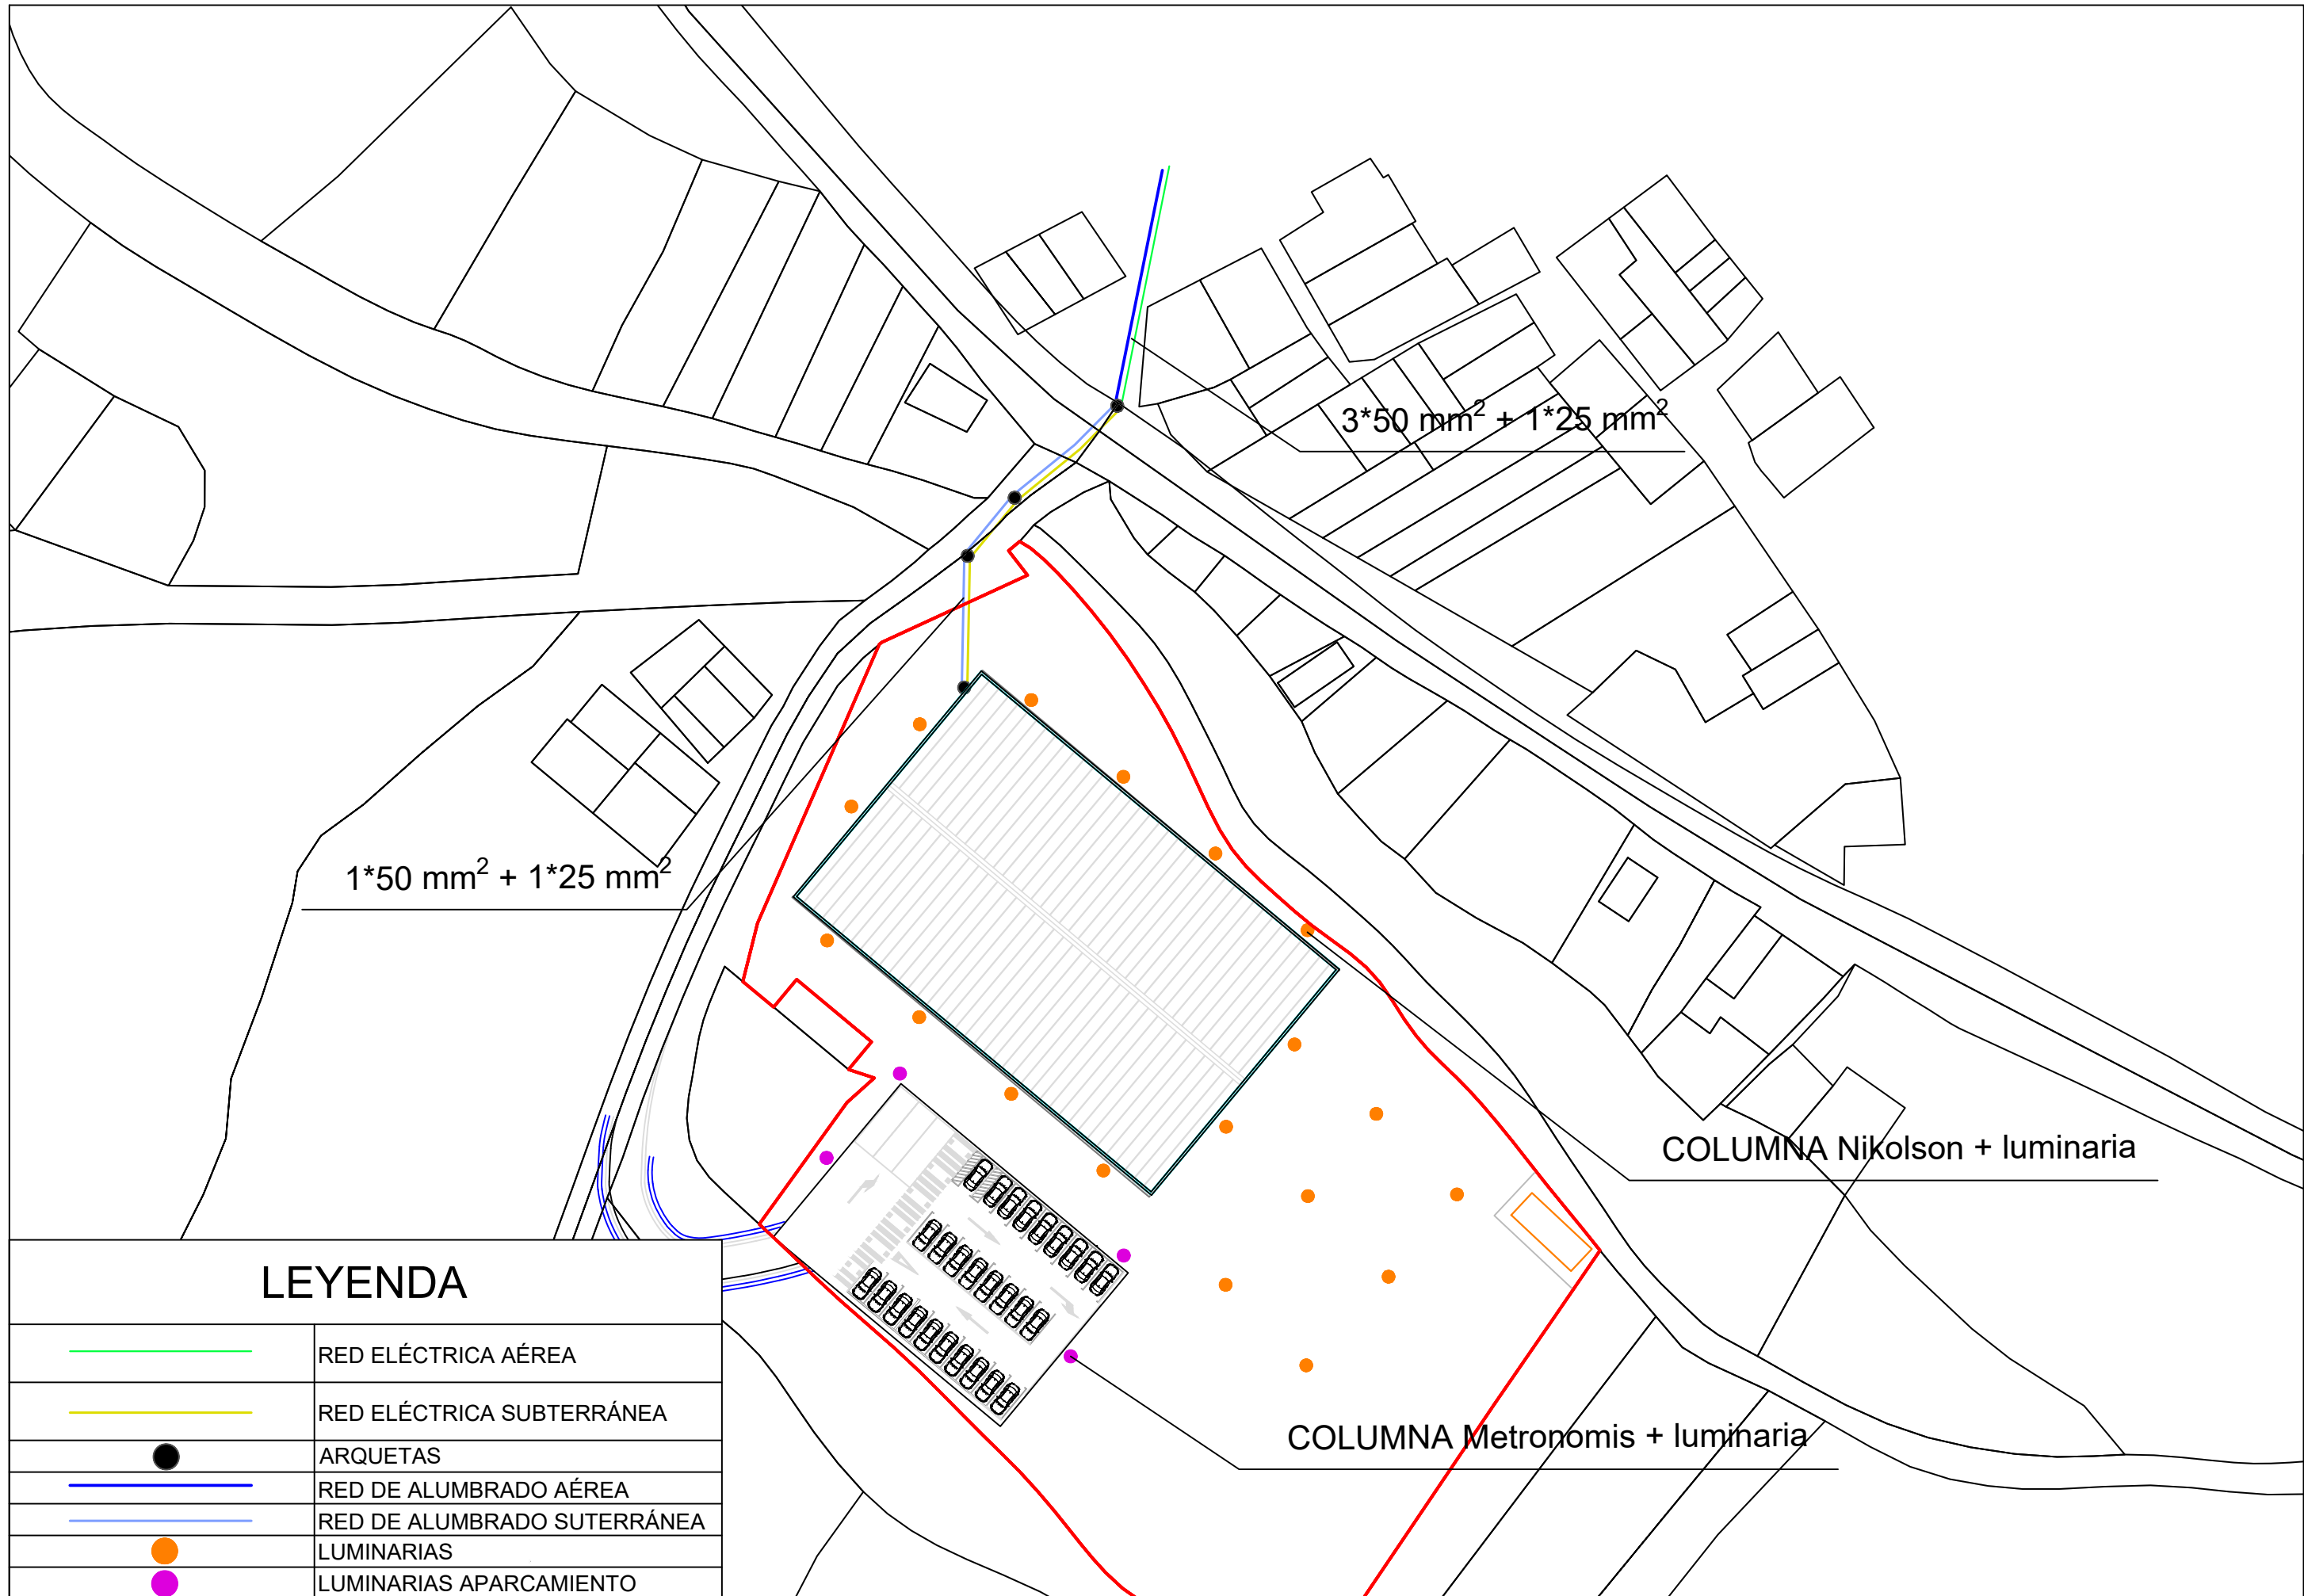 3*50 mm² + 1*25 mm²
1*50 mm² + 1*25 mm²
COLUMNA Nikolson + luminaria
COLUMNA Metronomis + luminaria
LEYENDA
RED ELÉCTRICA AÉREA
RED ELÉCTRICA SUBTERRÁNEA
ARQUETAS
RED DE ALUMBRADO AÉREA
RED DE ALUMBRADO SUTERRÁNEA
LUMINARIAS
LUMINARIAS APARCAMIENTO